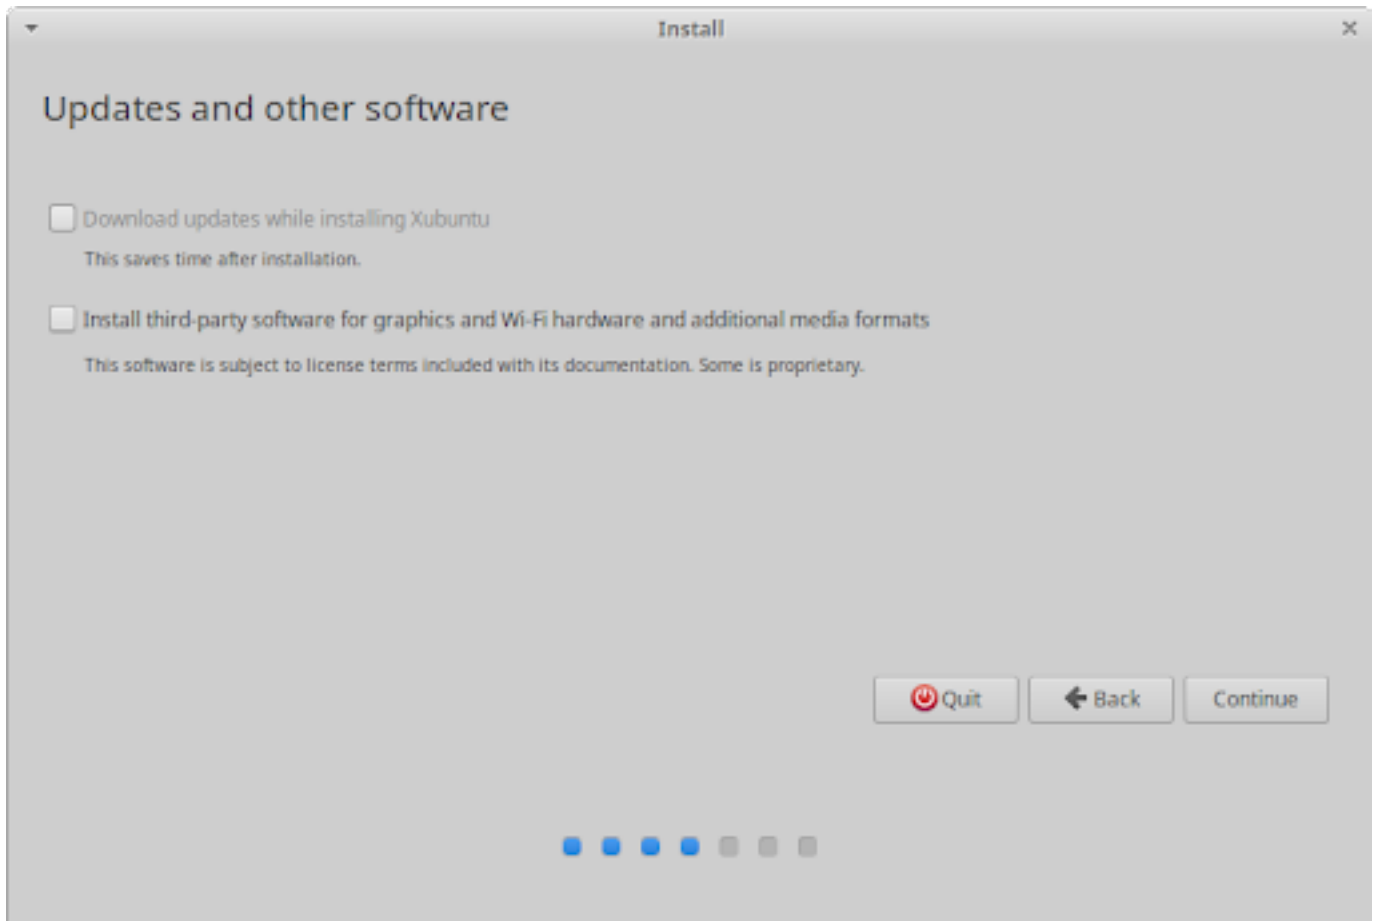 Install
Updates and other software
Download updates while installing Xubuntu
This saves time after installation.
Install third-party software for graphics and Wi-Fi hardware and additional media formats
This software is subject to license terms included with its documentation. Some is proprietary.
Quit Back Continue